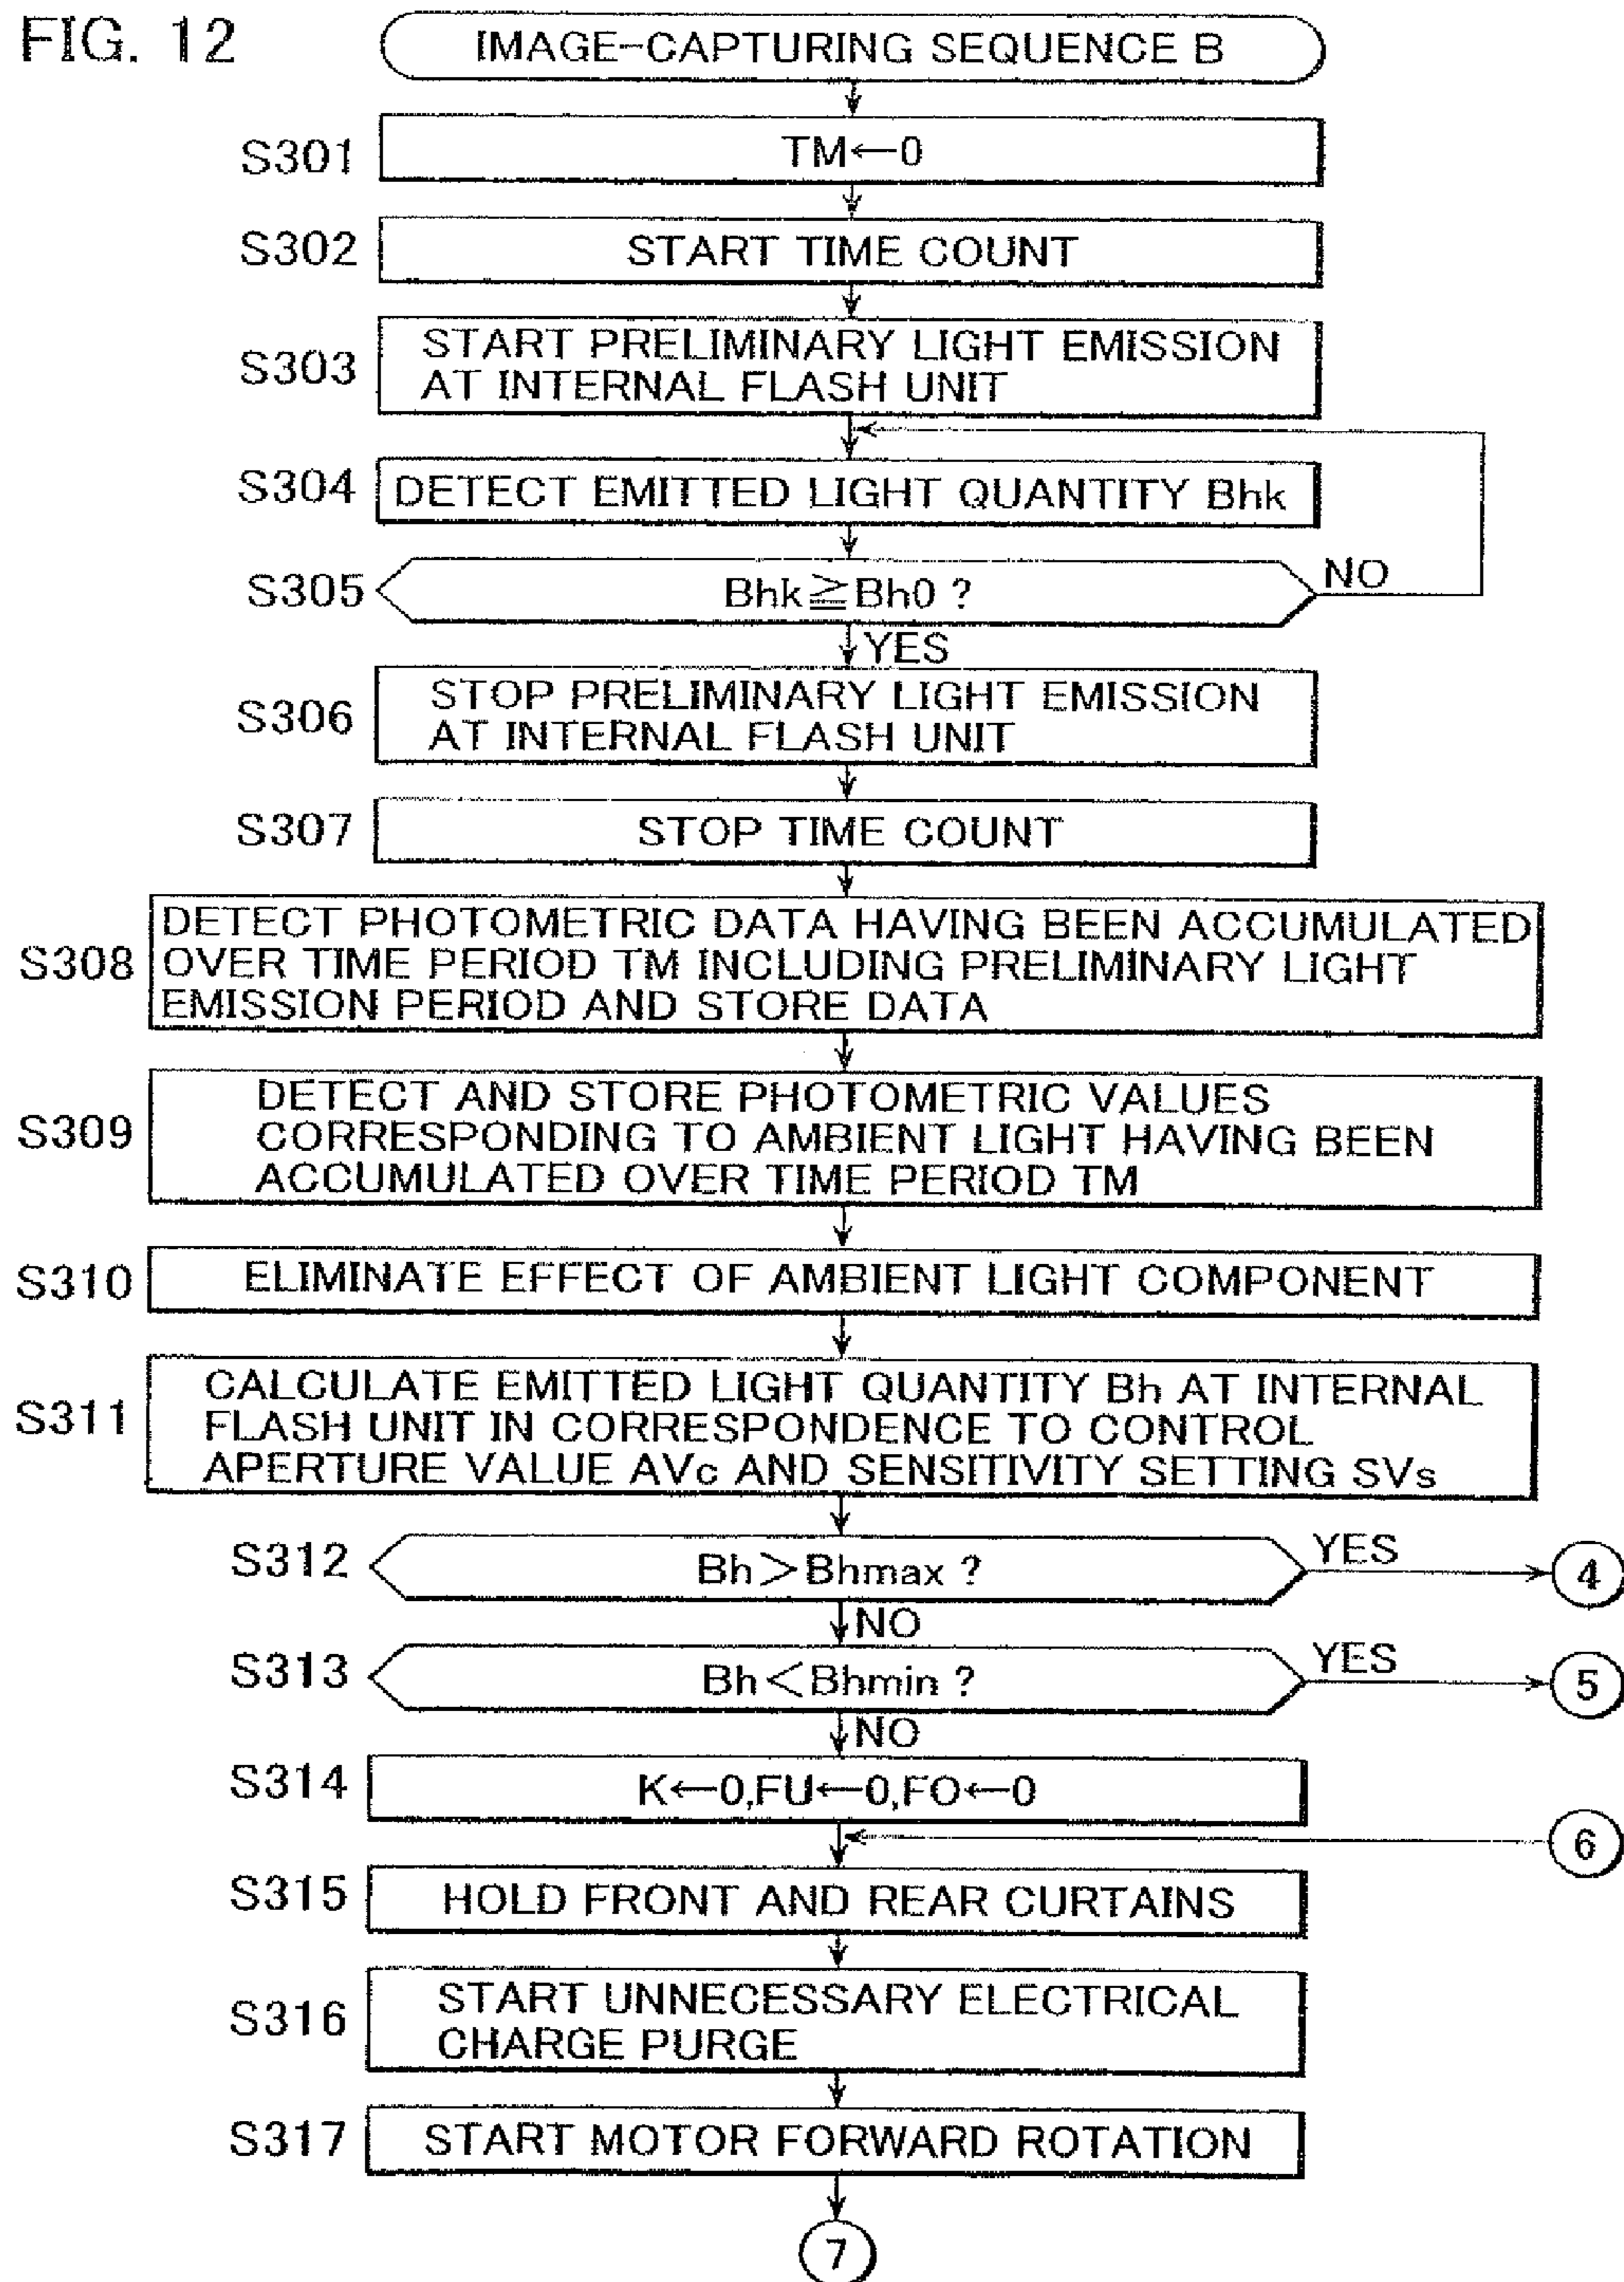 FIG. 12
IMAGE-CAPTURING SEQUENCE B
S301
TM←0
S302
START TIME COUNT
S303
START PRELIMINARY LIGHT EMISSION
AT INTERNAL FLASH UNIT
S304
DETECT EMITTED LIGHT QUANTITY Bhk
S305
Bhk≧Bh0 ?
NO
YES
S306
STOP PRELIMINARY LIGHT EMISSION
AT INTERNAL FLASH UNIT
S307
STOP TIME COUNT
S308
DETECT PHOTOMETRIC DATA HAVING BEEN ACCUMULATED
OVER TIME PERIOD TM INCLUDING PRELIMINARY LIGHT
EMISSION PERIOD AND STORE DATA
S309
DETECT AND STORE PHOTOMETRIC VALUES
CORRESPONDING TO AMBIENT LIGHT HAVING BEEN
ACCUMULATED OVER TIME PERIOD TM
S310
ELIMINATE EFFECT OF AMBIENT LIGHT COMPONENT
S311
CALCULATE EMITTED LIGHT QUANTITY Bh AT INTERNAL
FLASH UNIT IN CORRESPONDENCE TO CONTROL
APERTURE VALUE AVc AND SENSITIVITY SETTING SVs
S312
Bh>Bhmax ?
YES
4
NO
S313
Bh<Bhmin ?
YES
5
NO
S314
K←0,FU←0,FO←0
6
S315
HOLD FRONT AND REAR CURTAINS
S316
START UNNECESSARY ELECTRICAL
CHARGE PURGE
S317
START MOTOR FORWARD ROTATION
7